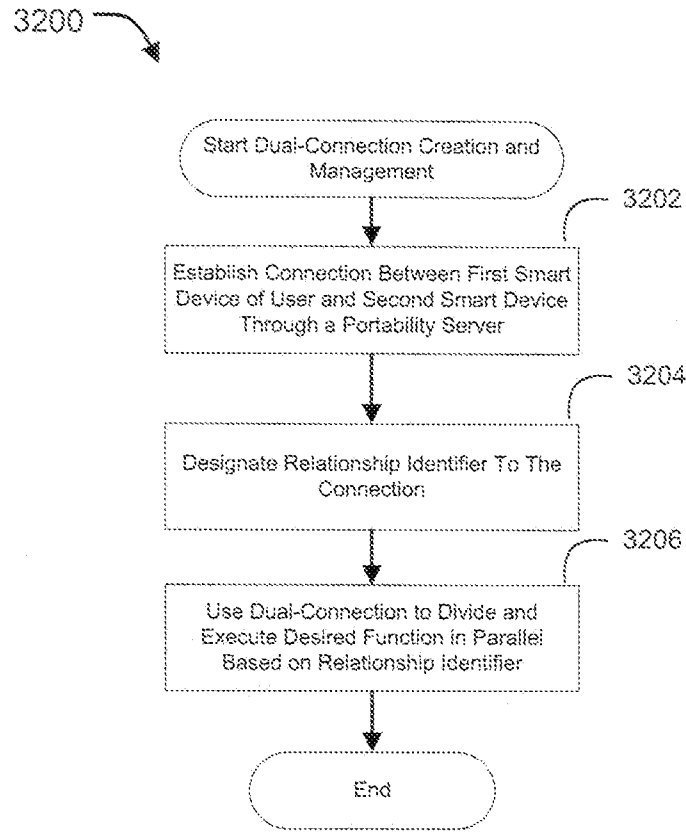 3200
Start Dual-Connection Creation and
Management
3202
Establish Connection Between First Smart
Device of User and Second Smart Device
Through a Portability Server
3204
Designate Relationship Identifier To The
Connection
3206
Use Dual-Connection to Divide and
Execute Desired Function in Parallel
Based on Relationship Identifier
End